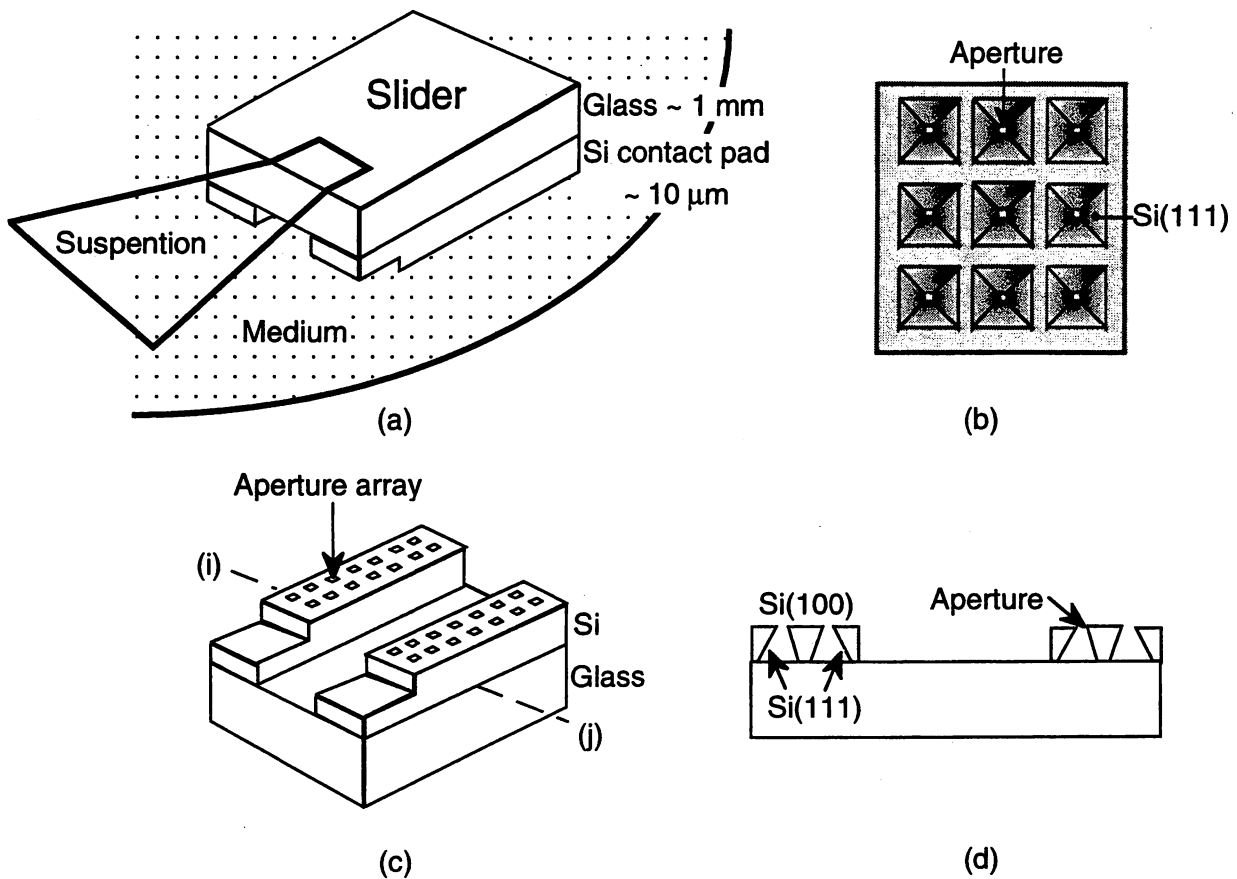 Slider
Glass ~ 1 mm
Si contact pad
~ 10 μm
Suspention
Medium
(a)
Aperture
Si(111)
(b)
Aperture array
(i)
Si
Glass
(j)
(c)
Si(100)
Aperture
Si(111)
(d)